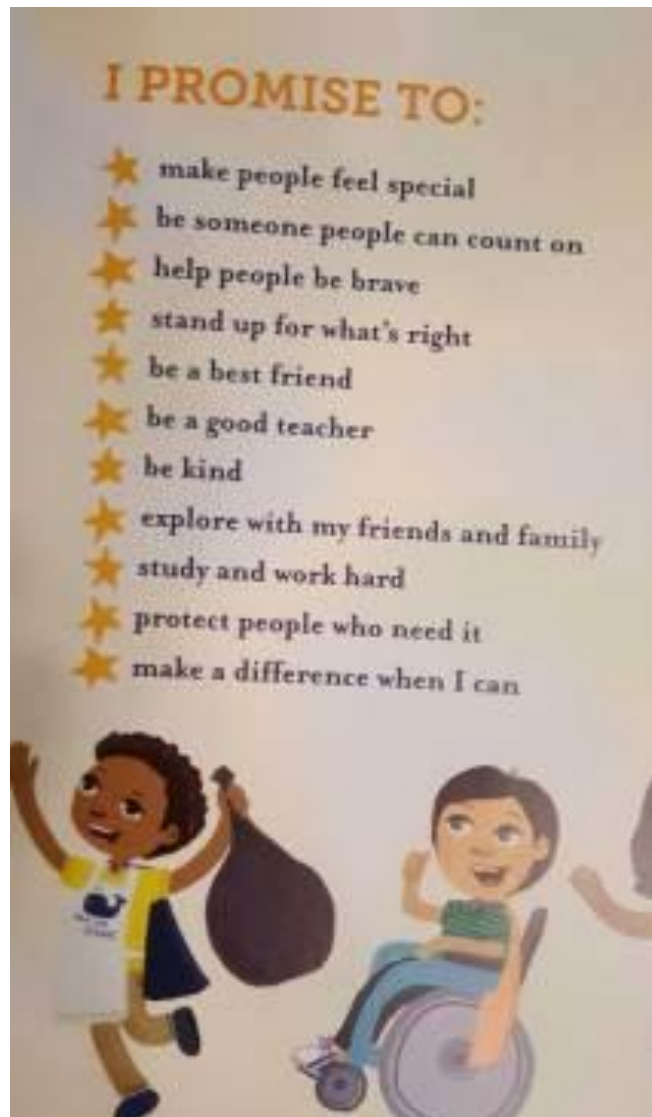 I PROMISE TO:
make people feel special
be someone people can count on
help people be brave
stand up for what's right
be a best friend
be a good teacher
be kind
explore with my friends and family
study and work hard
protect people who need it
make a difference when I can